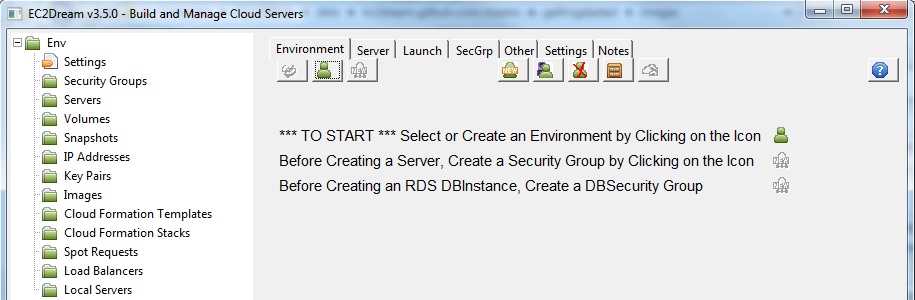 EC2Dream v3.5.0 - Build and Manage Cloud Servers
Env
Settings
Security Groups
Servers
Volumes
Snapshots
IP Addresses
Key Pairs
Images
Cloud Formation Templates
Cloud Formation Stacks
Spot Requests
Load Balancers
Local Servers
Environment Server Launch SecGrp Other Settings Notes
NEW
?
*** TO START *** Select or Create an Environment by Clicking on the Icon
Before Creating a Server, Create a Security Group by Clicking on the Icon NEW
Before Creating an RDS DBInstance, Create a DBSecurity Group NEW